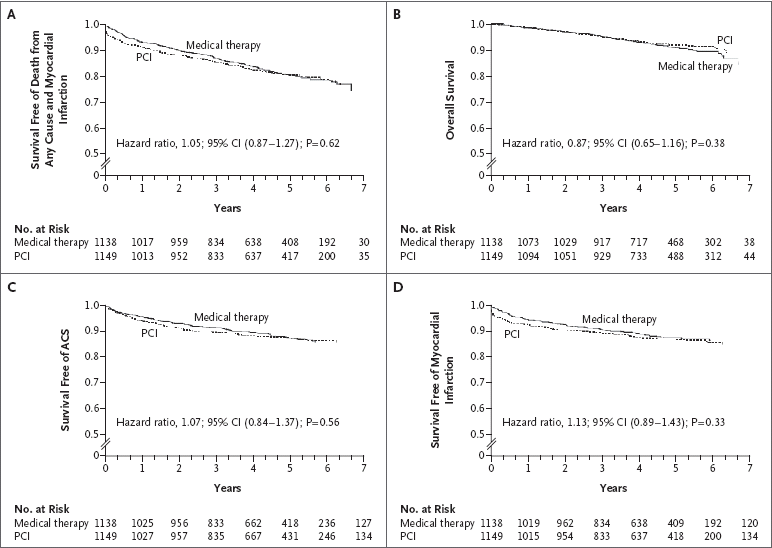 A
Survival Free of Death from
Any Cause and Myocardial
Infarction
1.0
0.9
0.8
0.7
0.6
0.5
0
Medical therapy
PCI
Hazard ratio, 1.05; 95% CI (0.87–1.27); P=0.62
0 1 2 3 4 5 6 7
Years
No. at Risk
Medical therapy 1138 1017 959 834 638 408 192 30
PCI 1149 1013 952 833 637 417 200 35
B
Overall Survival
1.0
0.9
0.8
0.7
0.6
0.5
0
PCI
Medical therapy
Hazard ratio, 0.87; 95% CI (0.65–1.16); P=0.38
0 1 2 3 4 5 6 7
Years
No. at Risk
Medical therapy 1138 1073 1029 917 717 468 302 38
PCI 1149 1094 1051 929 733 488 312 44
C
Survival Free of ACS
1.0
0.9
0.8
0.7
0.6
0.5
0
Medical therapy
PCI
Hazard ratio, 1.07; 95% CI (0.84–1.37); P=0.56
0 1 2 3 4 5 6 7
Years
No. at Risk
Medical therapy 1138 1025 956 833 662 418 236 127
PCI 1149 1027 957 835 667 431 246 134
D
Survival Free of Myocardial
Infarction
1.0
0.9
0.8
0.7
0.6
0.5
0
Medical therapy
PCI
Hazard ratio, 1.13; 95% CI (0.89–1.43); P=0.33
0 1 2 3 4 5 6 7
Years
No. at Risk
Medical therapy 1138 1019 962 834 638 409 192 120
PCI 1149 1015 954 833 637 418 200 134